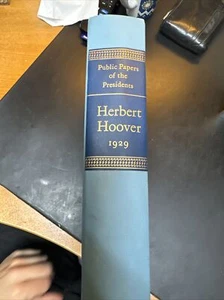 Public Papers
of the
Presidents
Herbert
Hoover
1929